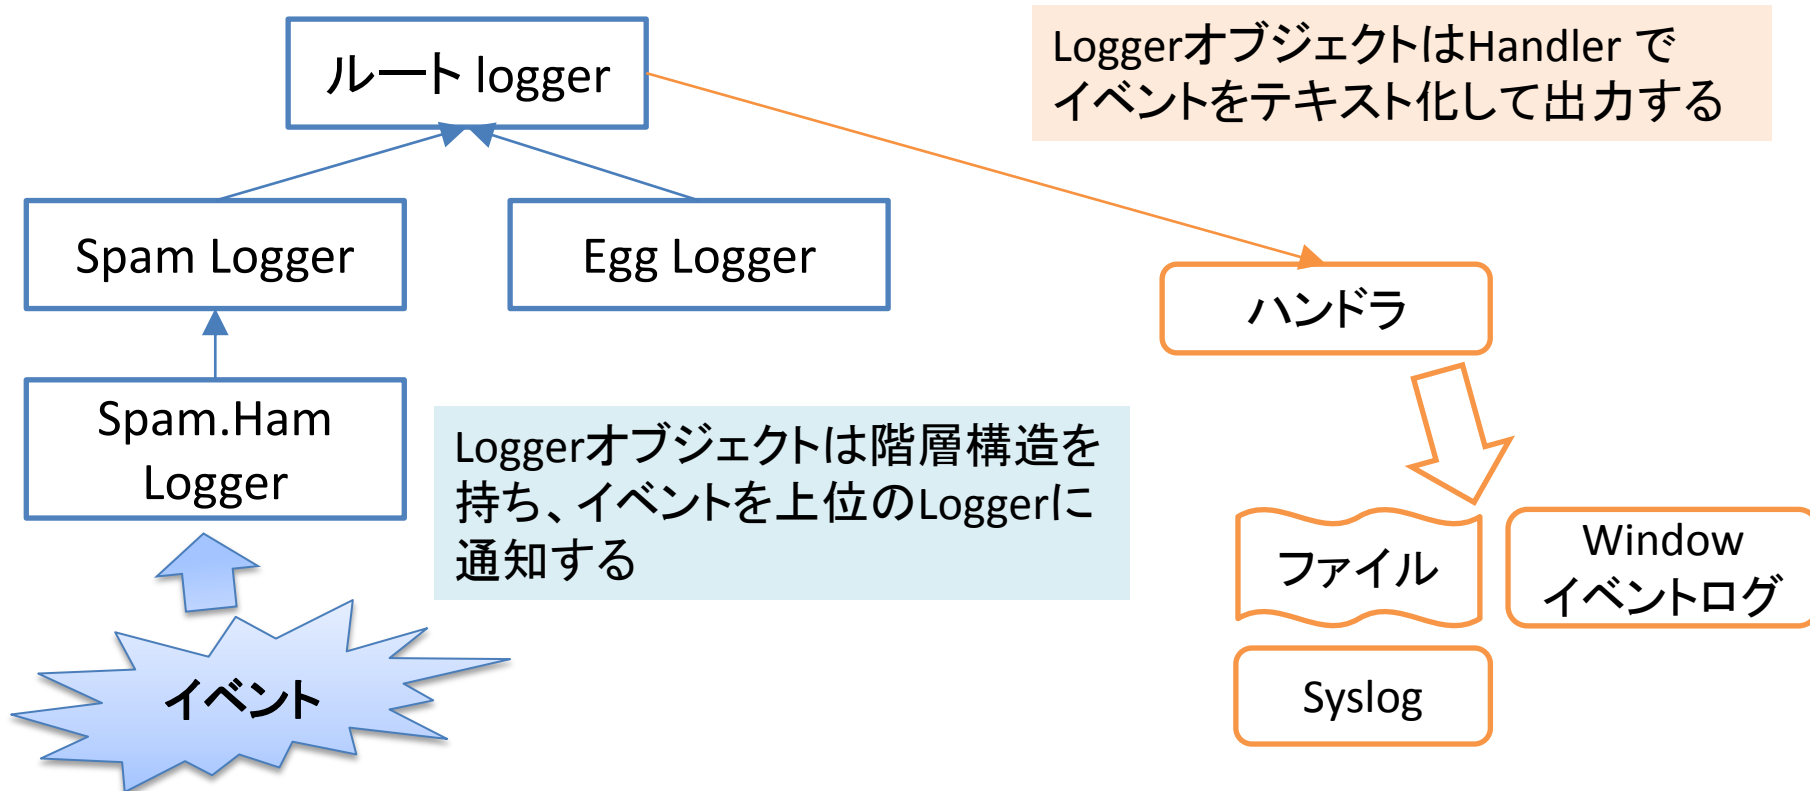 ルート logger
LoggerオブジェクトはHandler で
イベントをテキスト化して出力する
Spam Logger
Egg Logger
ハンドラ
Spam.Ham
Logger
Loggerオブジェクトは階層構造を
持ち、イベントを上位のLoggerに
通知する
ファイル
Window
イベントログ
Syslog
イベント